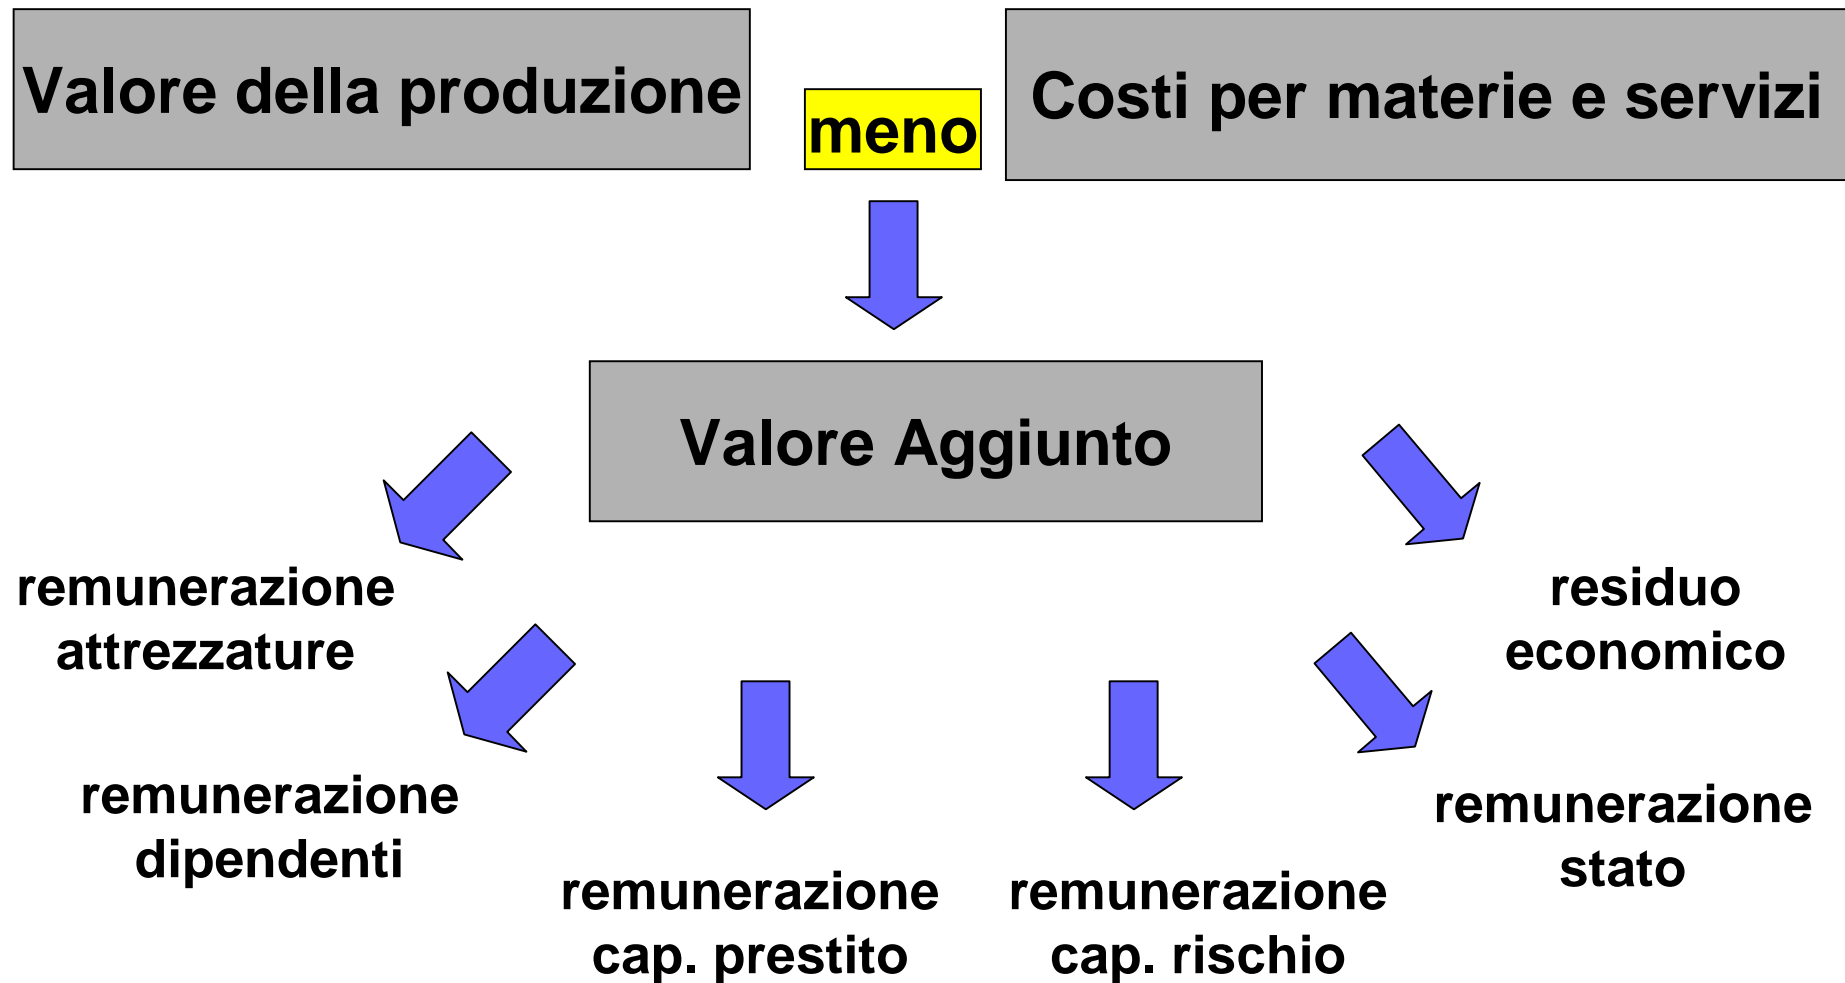 Valore della produzione
meno
Costi per materie e servizi
Valore Aggiunto
remunerazione
attrezzature
residuo
economico
remunerazione
dipendenti
remunerazione
cap. prestito
remunerazione
cap. rischio
remunerazione
stato